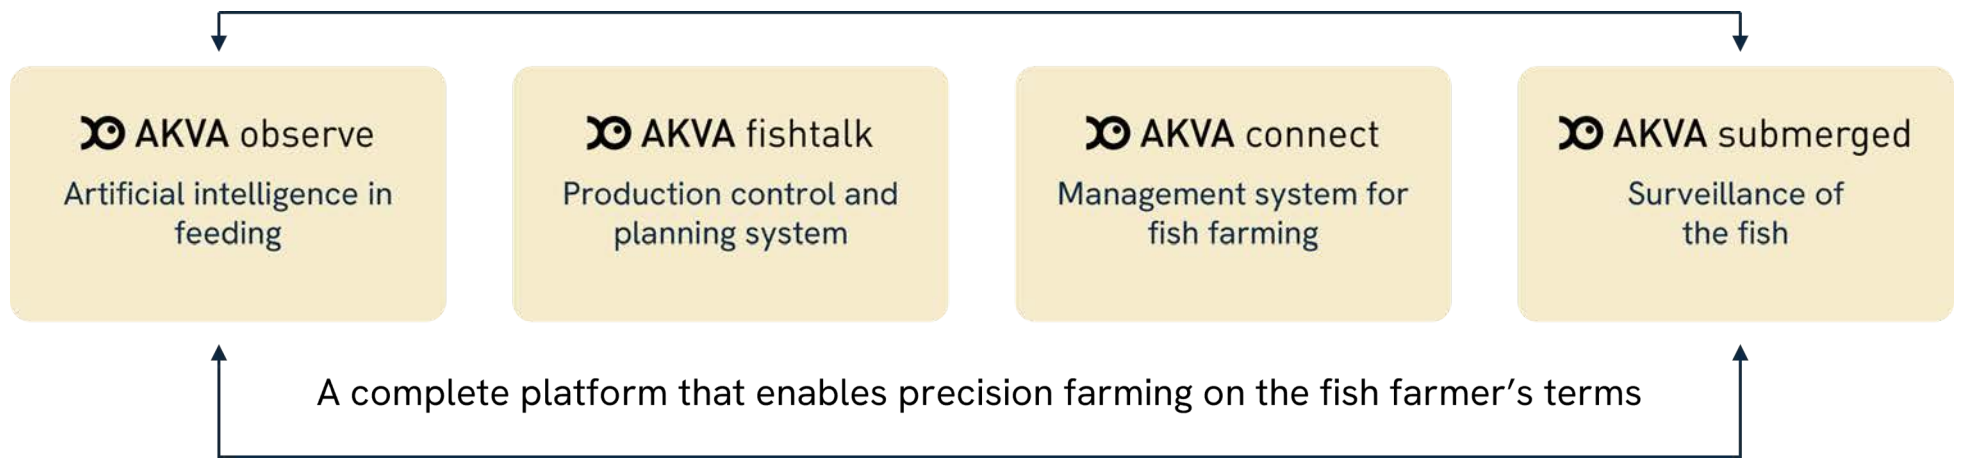 AKVA observe
Artificial intelligence in
feeding
AKVA fishtalk
Production control and
planning system
AKVA connect
Management system for
fish farming
AKVA submerged
Surveillance of
the fish
A complete platform that enables precision farming on the fish farmer’s terms